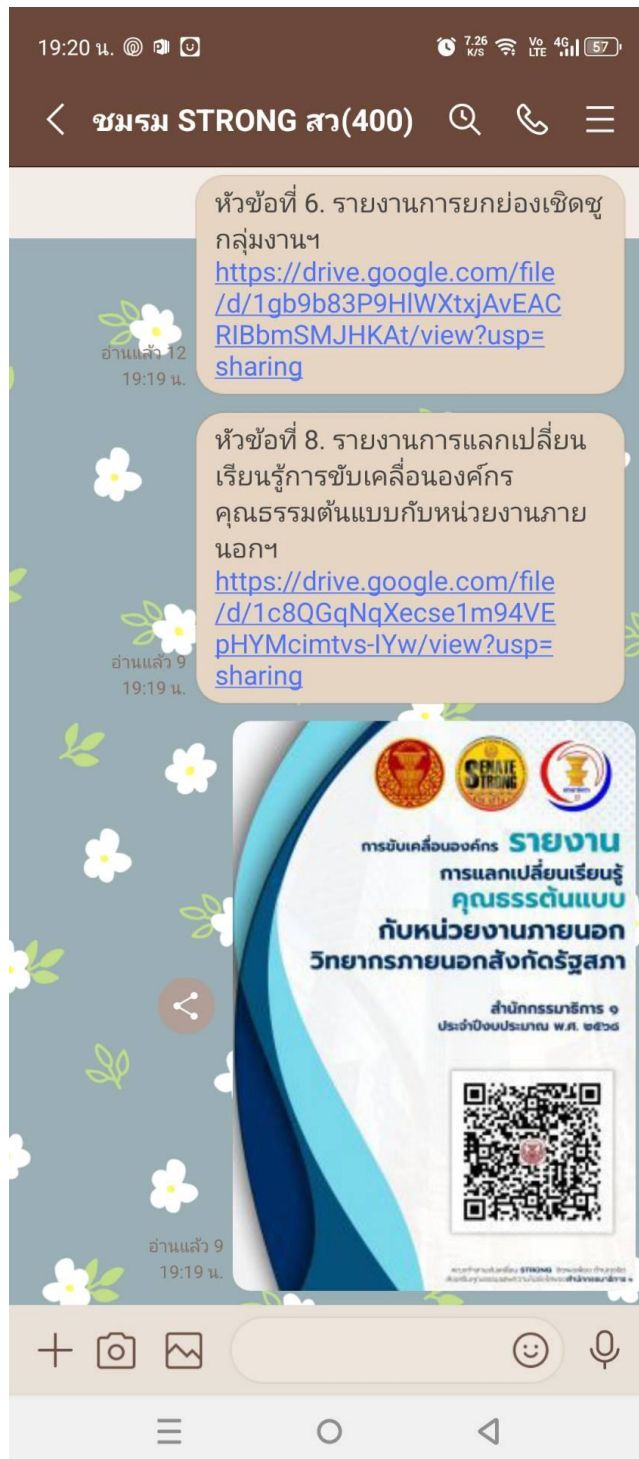 19:20 น.
7.26 K/S Vo LTE 4G 57
ชมรม STRONG สว(400)
หัวข้อที่ 6. รายงานการยกย่องเชิดชู
กลุ่มงานฯ
https://drive.google.com/file
/d/1gb9b83P9HlWXtxjAvEAC
RIBbmSMJHKAt/view?usp=
sharing
อ่านแล้ว 12
19:19 น.
หัวข้อที่ 8. รายงานการแลกเปลี่ยน
เรียนรู้การขับเคลื่อนองค์กร
คุณธรรมต้นแบบกับหน่วยงานภาย
นอกฯ
https://drive.google.com/file
/d/1c8QGqNqXecse1m94VE
pHYMcimtvs-IYw/view?usp=
sharing
อ่านแล้ว 9
19:19 น.
SENATE
STRONG
การขับเคลื่อนองค์กร รายงาน
การแลกเปลี่ยนเรียนรู้
คุณธรรต้นแบบ
กับหน่วยงานภายนอก
วิทยากรภายนอกสังกัดรัฐสภา
สำนักกรรมาธิการ ๑
ประจำปีงบประมาณ พ.ศ. ๒๕๖๘
อ่านแล้ว 9
19:19 น.